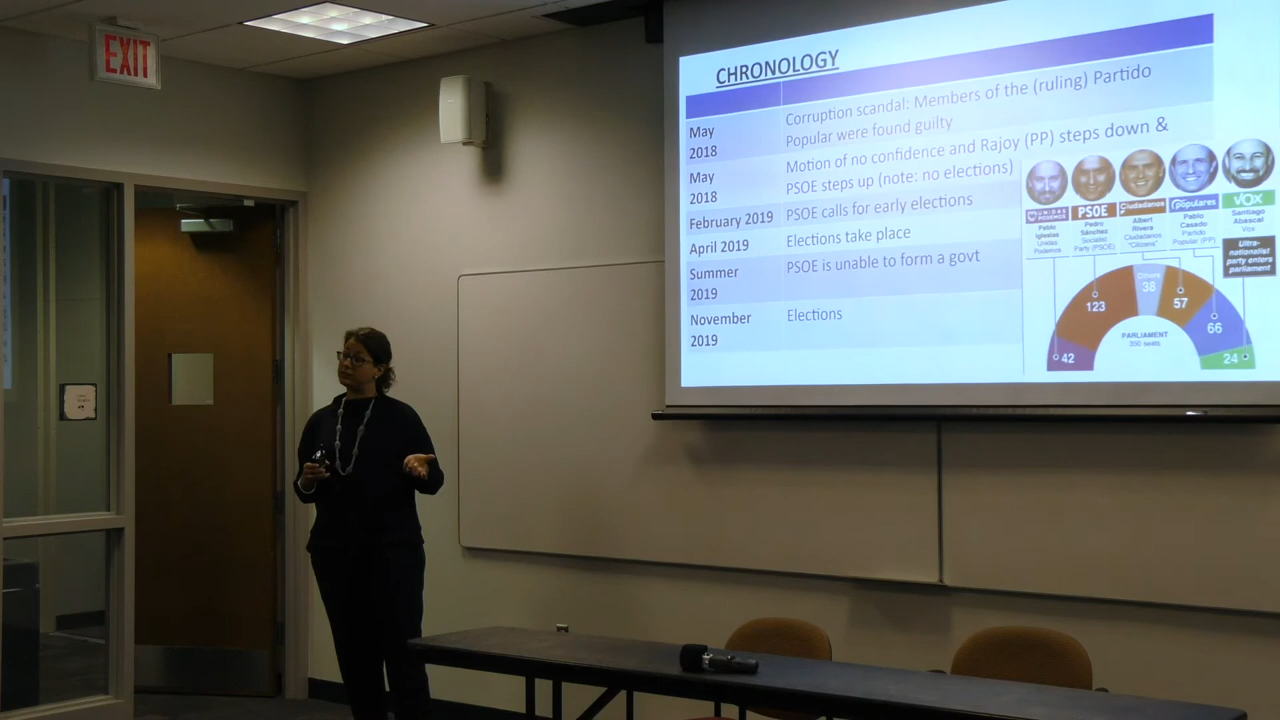 EXIT
CHRONOLOGY
May
2018
Corruption scandal: Members of the (ruling) Partido
Popular were found guilty
May
2018
Motion of no confidence and Rajoy (PP) steps down &
PSOE steps up (note: no elections)
February 2019
PSOE calls for early elections
April 2019
Elections take place
Summer
2019
PSOE is unable to form a govt
November
2019
Elections
UNIDAS
PODEMOS
Pablo
Iglesias
Unidas
Podemos
PSOE
Pedro
Sánchez
Socialist
Party (PSOE)
Ciudadanos
Albert
Rivera
Ciudadanos
"Citizens"
populares
Pablo
Casado
Partido
Popular (PP)
VOX
Santiago
Abascal
Vox
Ultra-
nationalist
party enters
parliament
42
123
Others
38
57
66
24
PARLIAMENT
350 seats